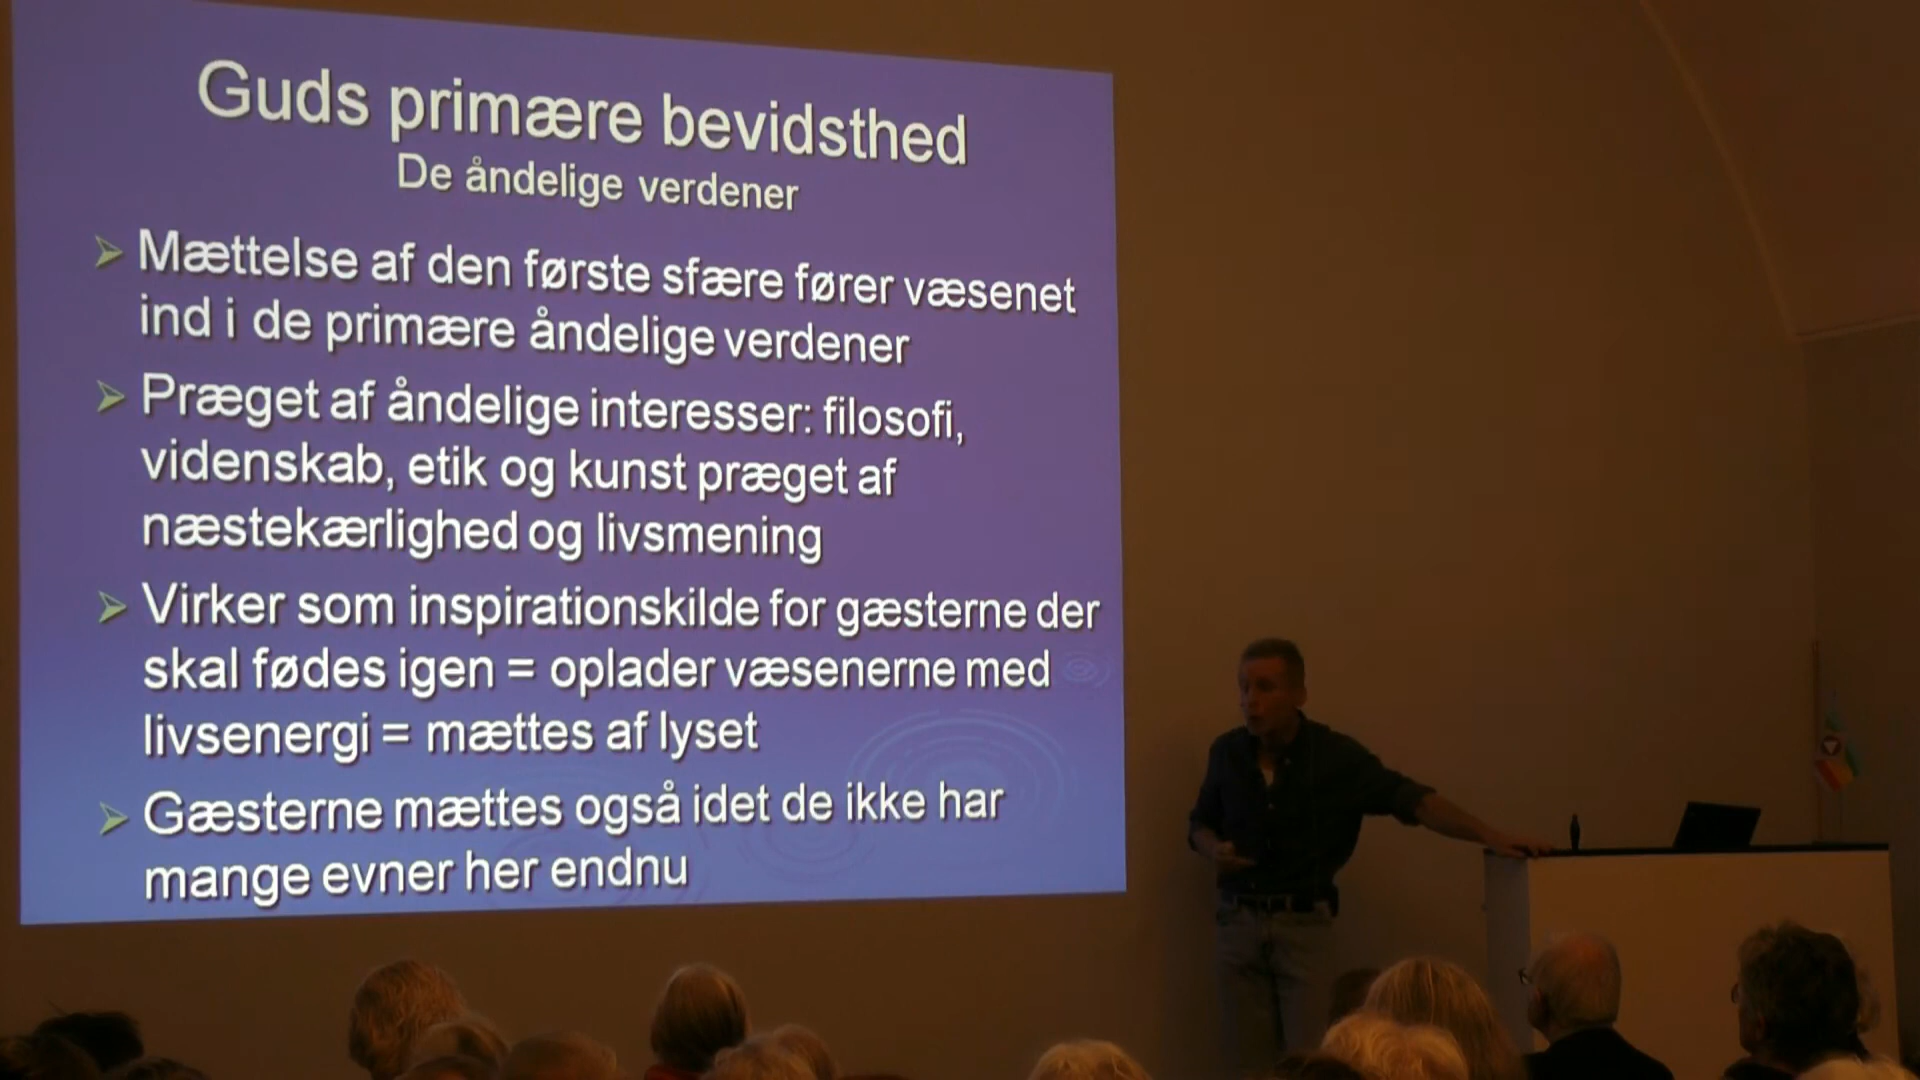 Guds primære bevidsthed
De åndelige verdener
Mættelse af den første sfære fører væsenet
ind i de primære åndelige verdener
Præget af åndelige interesser: filosofi,
videnskab, etik og kunst præget af
næstekærlighed og livsmening
Virker som inspirationskilde for gæsterne der
skal fødes igen = oplader væsenerne med
livsenergi = mættes af lyset
Gæsterne mættes også idet de ikke har
mange evner her endnu